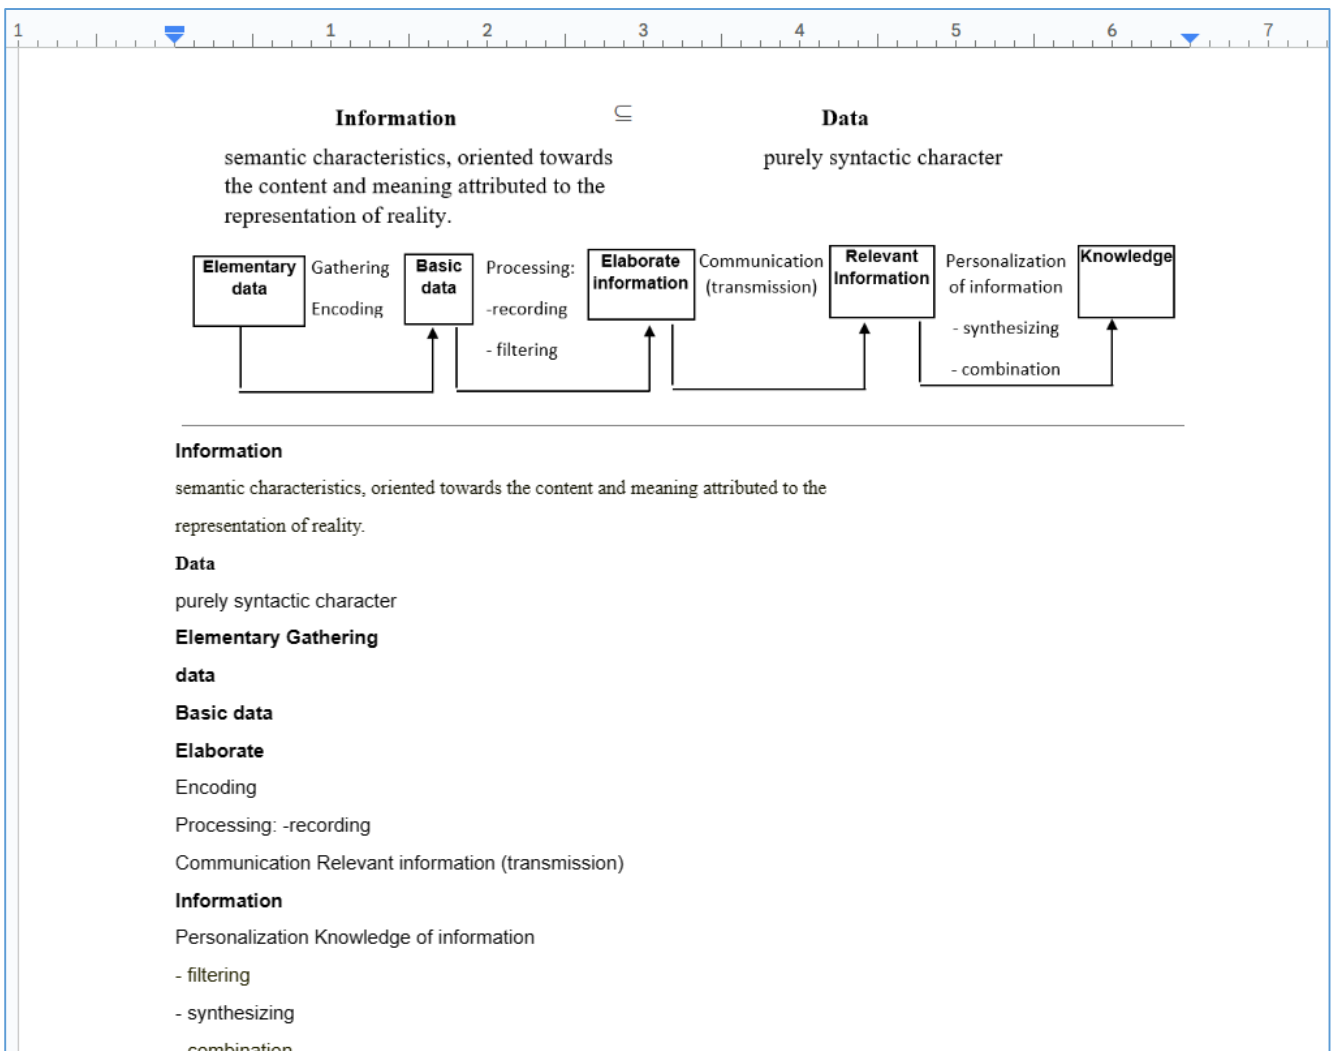 1 1 2 3 4 5 6 7
Information ⊆ Data
semantic characteristics, oriented towards
the content and meaning attributed to the
representation of reality.
purely syntactic character
Elementary
data
Gathering
Encoding
Basic
data
Processing:
-recording
- filtering
Elaborate
information
Communication
(transmission)
Relevant
Information
Personalization
of information
- synthesizing
- combination
Knowledge
Information
semantic characteristics, oriented towards the content and meaning attributed to the
representation of reality.
Data
purely syntactic character
Elementary Gathering
data
Basic data
Elaborate
Encoding
Processing: -recording
Communication Relevant information (transmission)
Information
Personalization Knowledge of information
- filtering
- synthesizing
- combination